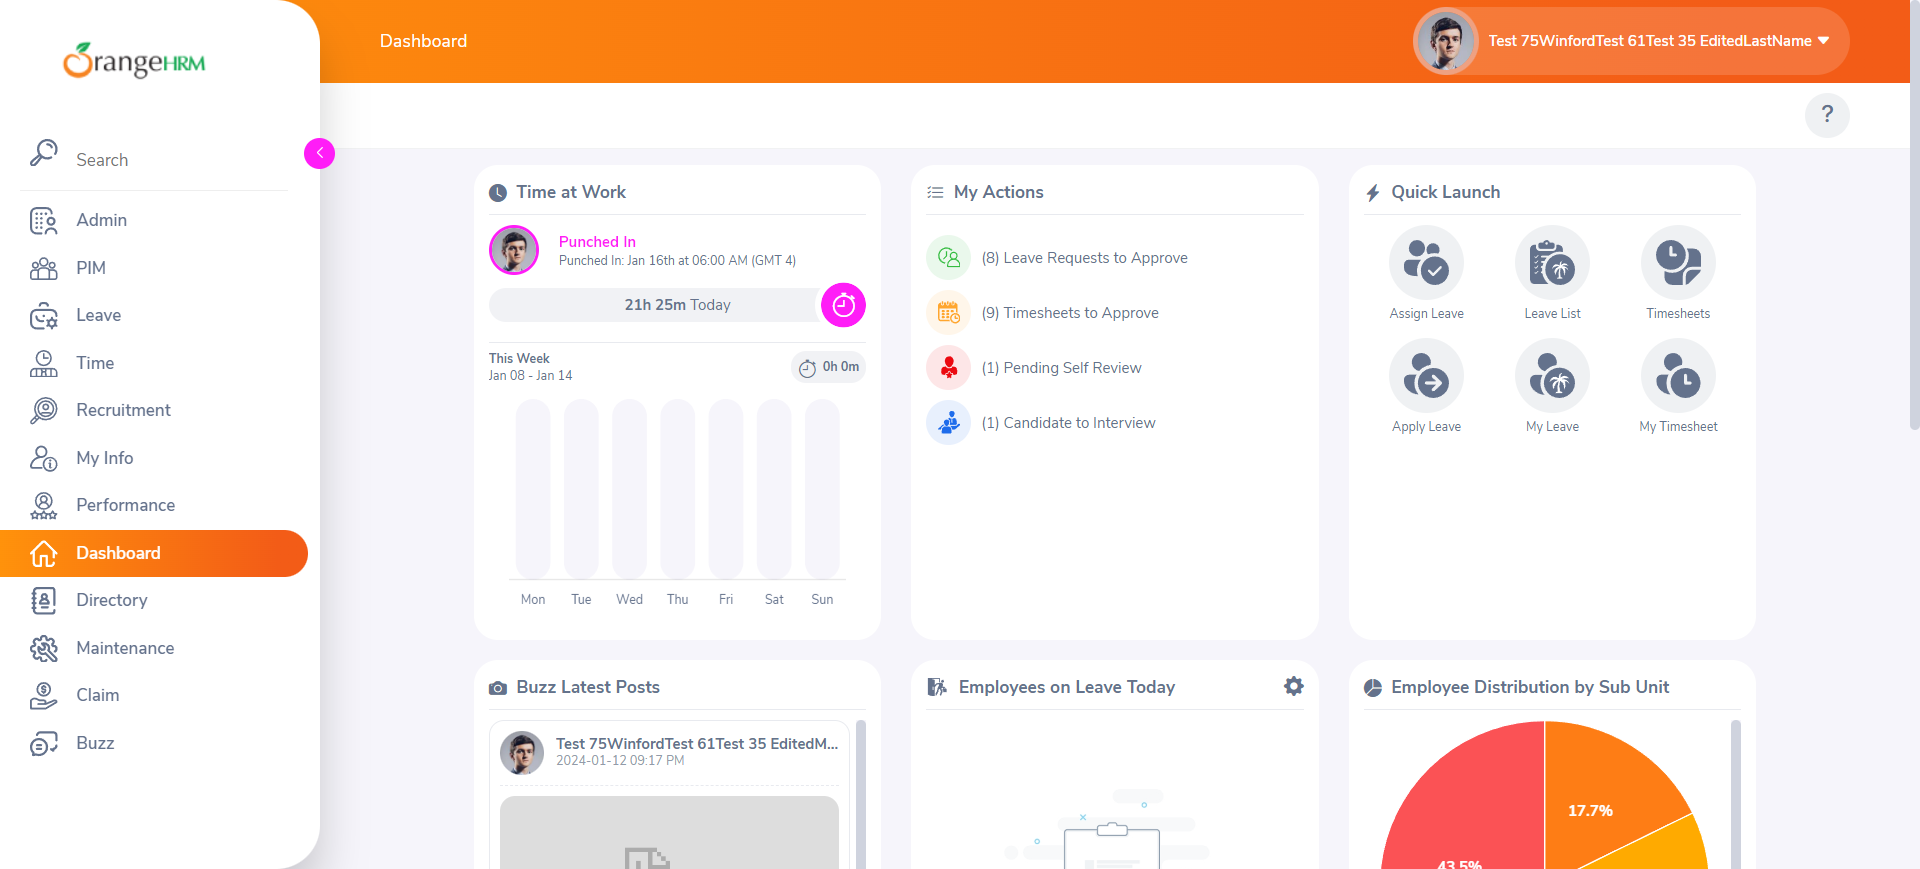 OrangeHRM
Dashboard
Test 75WinfordTest 61Test 35 EditedLastName
?
Search
Admin
PIM
Leave
Time
Recruitment
My Info
Performance
Dashboard
Directory
Maintenance
Claim
Buzz
Time at Work
Punched In
Punched In: Jan 16th at 06:00 AM (GMT 4)
21h 25m Today
This Week
Jan 08 - Jan 14
0h 0m
Mon Tue Wed Thu Fri Sat Sun
My Actions
(8) Leave Requests to Approve
(9) Timesheets to Approve
(1) Pending Self Review
(1) Candidate to Interview
Quick Launch
Assign Leave
Leave List
Timesheets
Apply Leave
My Leave
My Timesheet
Buzz Latest Posts
Test 75WinfordTest 61Test 35 EditedM...
2024-01-12 09:17 PM
Employees on Leave Today
Employee Distribution by Sub Unit
17.7%
43.5%